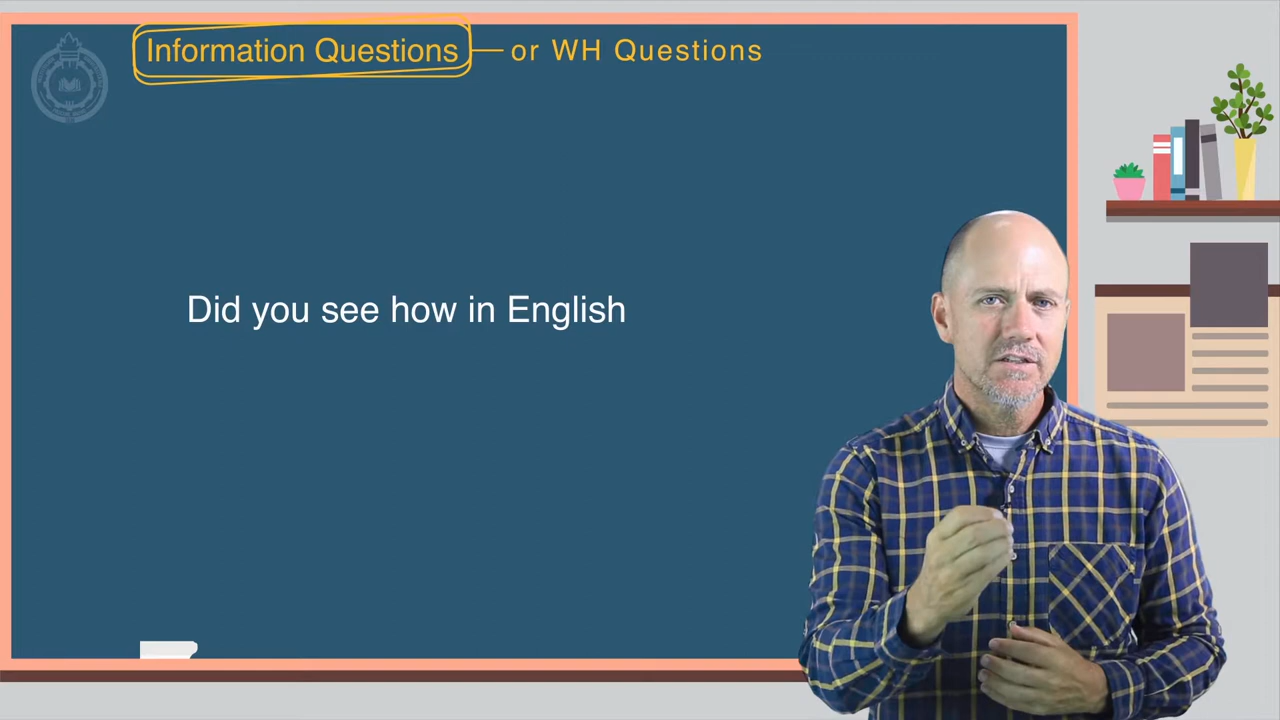 Information Questions — or WH Questions
Did you see how in English